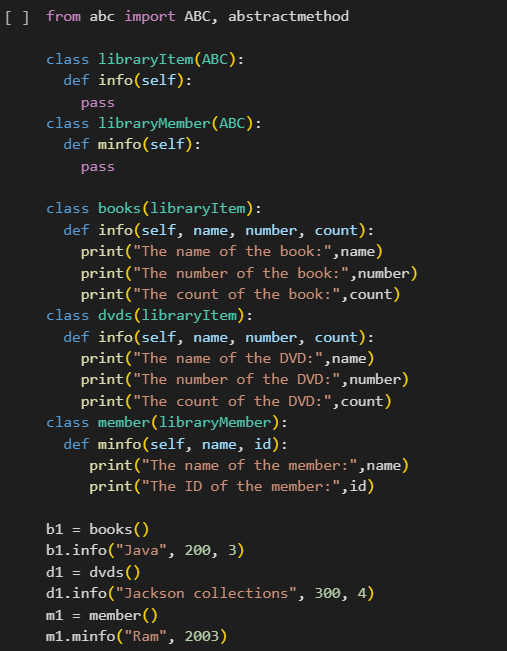 [ ] from abc import ABC, abstractmethod

class libraryItem(ABC):
  def info(self):
    pass
class libraryMember(ABC):
  def minfo(self):
    pass

class books(libraryItem):
  def info(self, name, number, count):
    print("The name of the book:",name)
    print("The number of the book:",number)
    print("The count of the book:",count)
class dvds(libraryItem):
  def info(self, name, number, count):
    print("The name of the DVD:",name)
    print("The number of the DVD:",number)
    print("The count of the DVD:",count)
class member(libraryMember):
  def minfo(self, name, id):
     print("The name of the member:",name)
     print("The ID of the member:",id)

b1 = books()
b1.info("Java", 200, 3)
d1 = dvds()
d1.info("Jackson collections", 300, 4)
m1 = member()
m1.minfo("Ram", 2003)